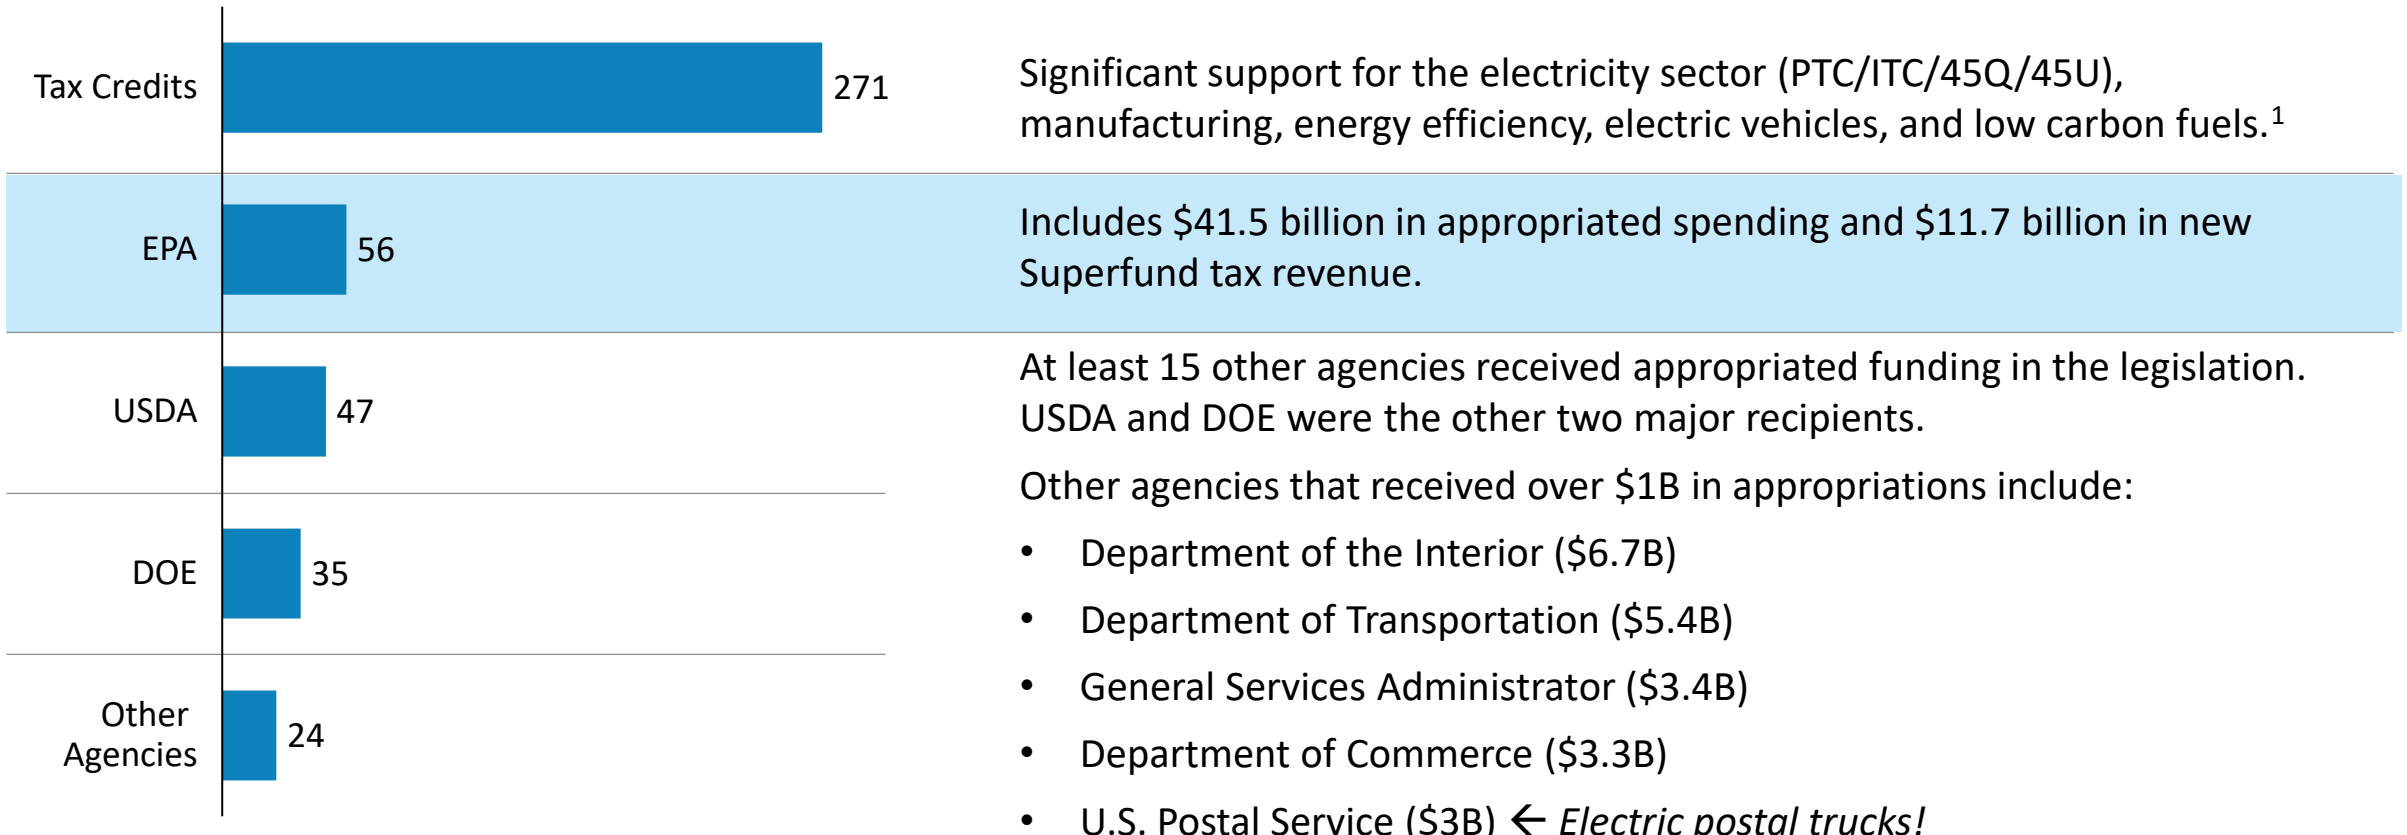 Tax Credits
271
Significant support for the electricity sector (PTC/ITC/45Q/45U),
manufacturing, energy efficiency, electric vehicles, and low carbon fuels.1
EPA
56
Includes $41.5 billion in appropriated spending and $11.7 billion in new
Superfund tax revenue.
USDA
47
At least 15 other agencies received appropriated funding in the legislation.
USDA and DOE were the other two major recipients.
Other agencies that received over $1B in appropriations include:
DOE
35
• Department of the Interior ($6.7B)
• Department of Transportation ($5.4B)
Other
Agencies
24
• General Services Administrator ($3.4B)
• Department of Commerce ($3.3B)
• U.S. Postal Service ($3B) ← Electric postal trucks!